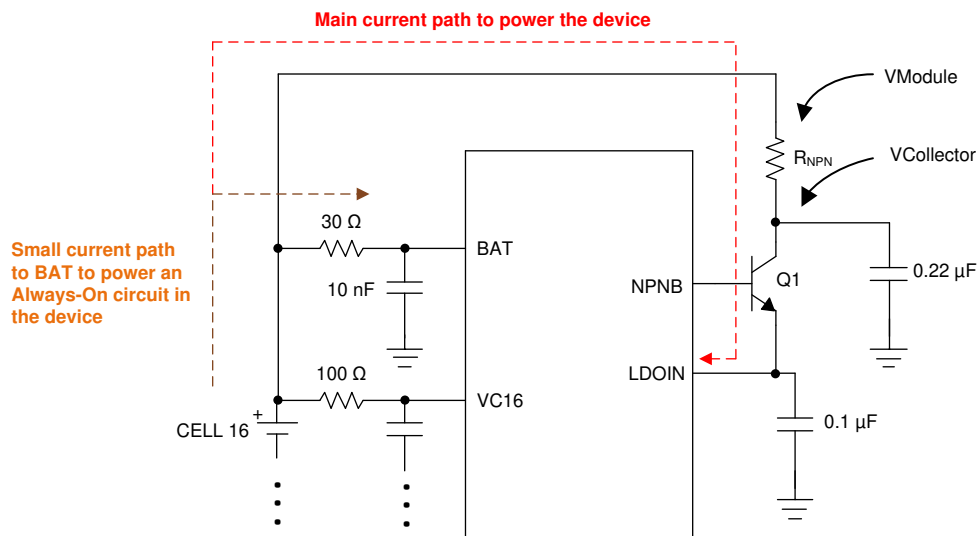 Main current path to power the device
VModule
RNPN
VCollector
Small current path
to BAT to power an
Always-On circuit in
the device
30 Ω
BAT
10 nF
NPNB
Q1
0.22 µF
100 Ω
LDOIN
VC16
+
CELL 16
0.1 µF